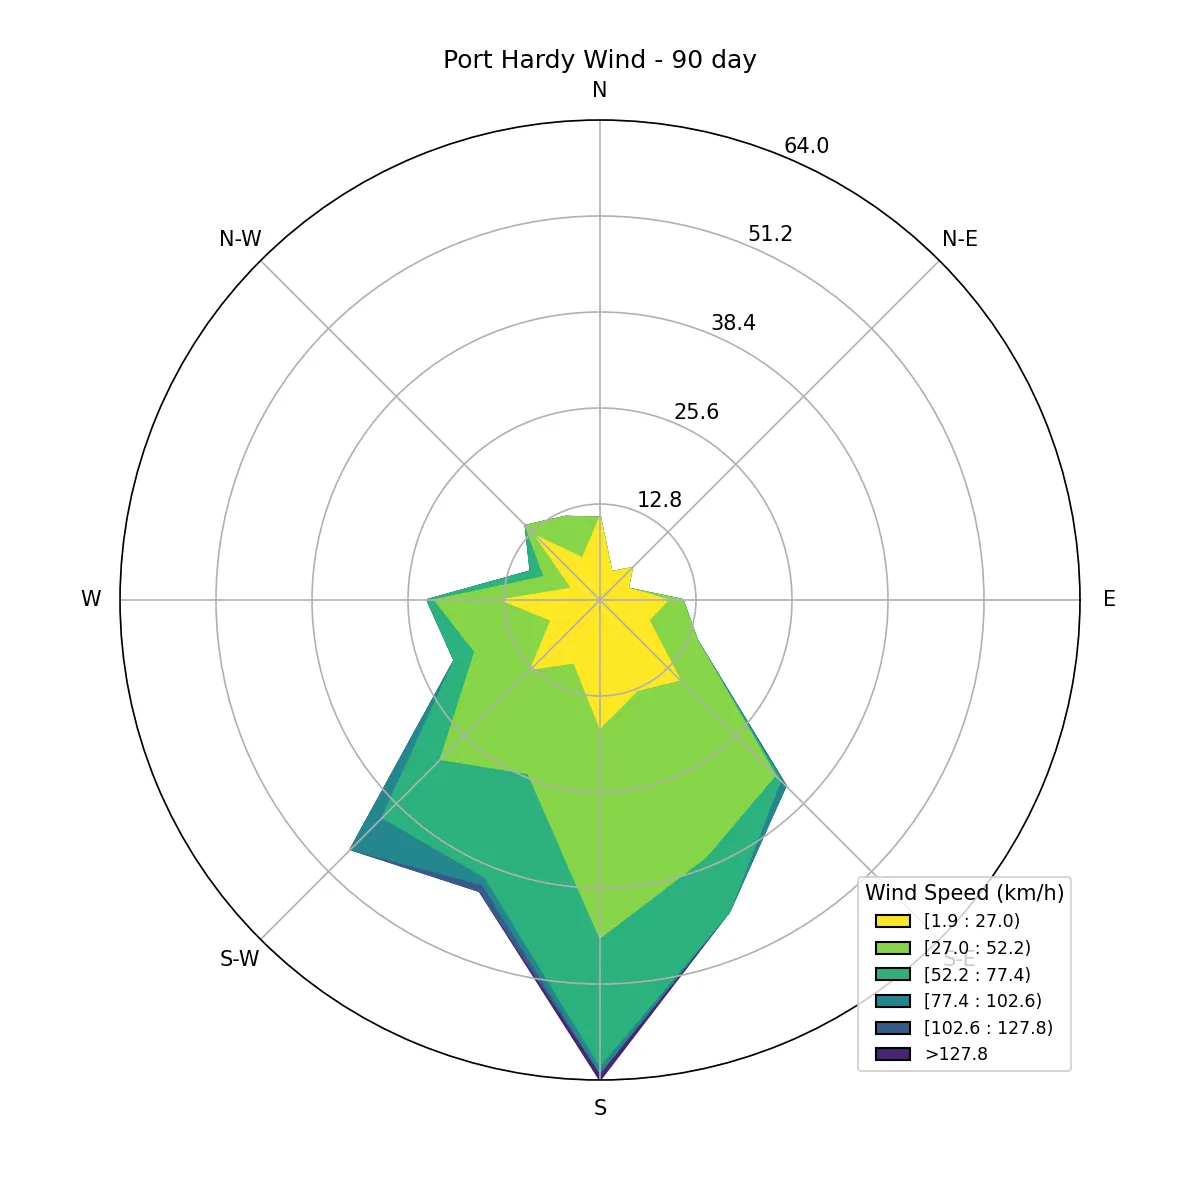 Port Hardy Wind - 90 day
N
64.0
N-W
N-E
51.2
38.4
25.6
12.8
W
E
S-W
S-E
S
Wind Speed (km/h)
[1.9 : 27.0)
[27.0 : 52.2)
[52.2 : 77.4)
[77.4 : 102.6)
[102.6 : 127.8)
>127.8